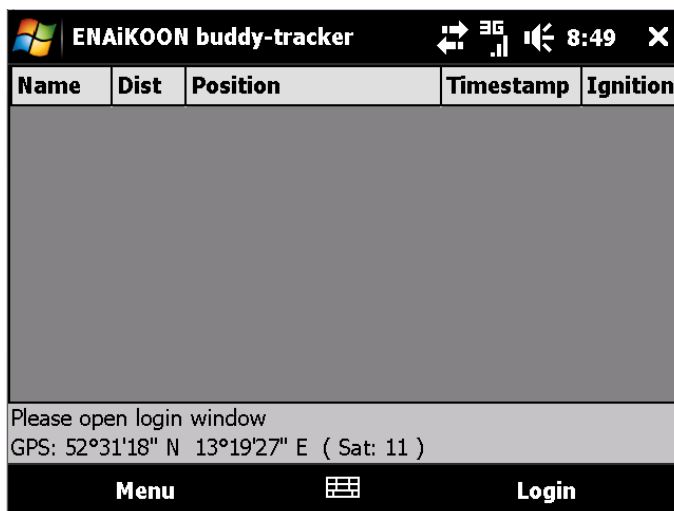 ENAiKOON buddy-tracker 3G 8:49
Name Dist Position Timestamp Ignition
Please open login window
GPS: 52°31'18" N 13°19'27" E ( Sat: 11 )
Menu Login